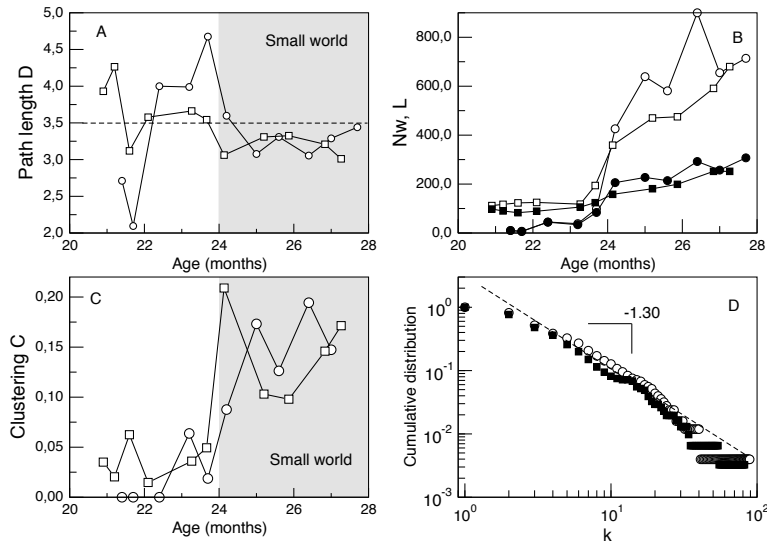 A
Small world
5,0
4,5
4,0
3,5
3,0
2,5
2,0
Path length D
20 22 24 26 28
Age (months)
B
800,0
600,0
400,0
200,0
0,0
Nw, L
20 22 24 26 28
Age (months)
C
0,20
0,15
0,10
0,05
0,00
Clustering C
Small world
20 22 24 26 28
Age (months)
D
-1.30
10^0
10^-1
10^-2
10^-3
Cumulative distribution
10^0 10^1 10^2
k